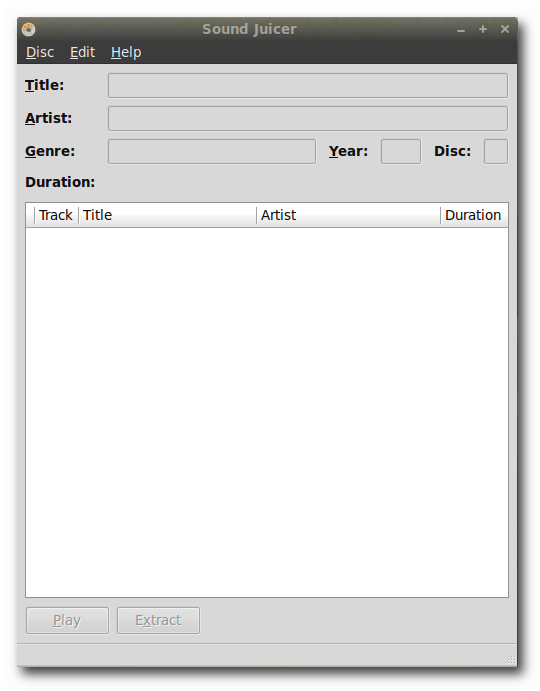 Sound Juicer
Disc Edit Help
Title:
Artist:
Genre: Year: Disc:
Duration:
Track Title Artist Duration
Play Extract